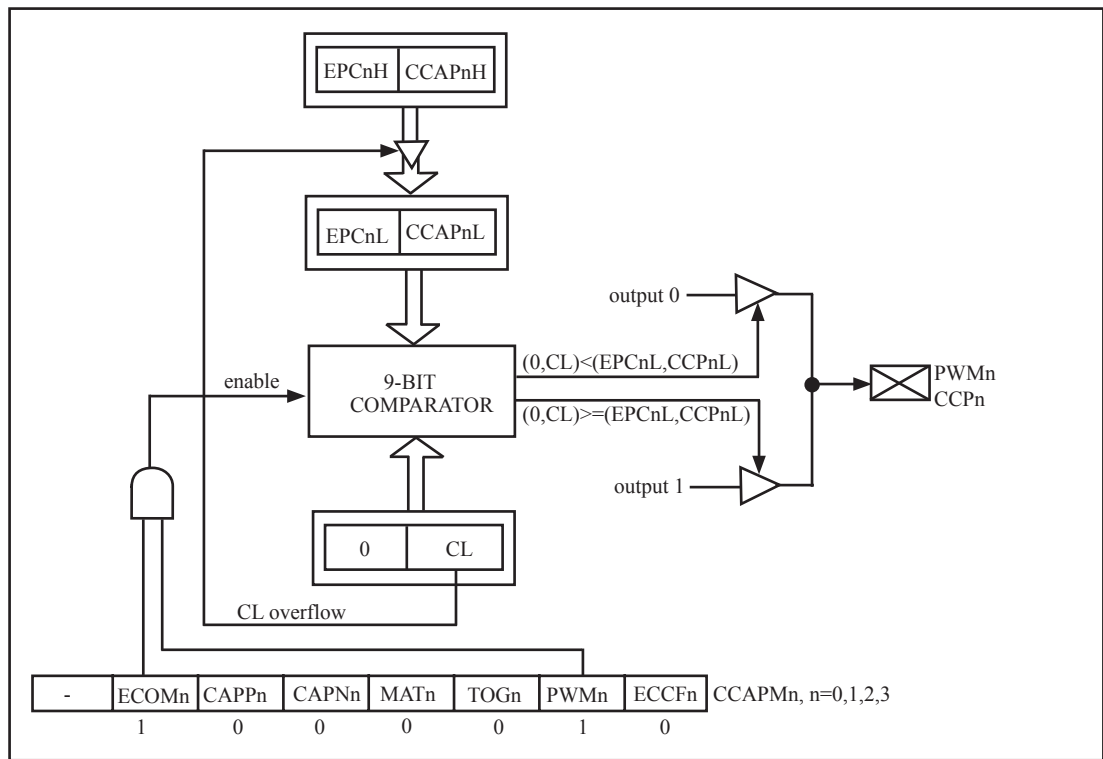 EPCnH CCAPnH
EPCnL CCAPnL
output 0
(0,CL)<(EPCnL,CCPnL)
enable
9-BIT
COMPARATOR
PWMn
CCPn
(0,CL)>=(EPCnL,CCPnL)
output 1
0 CL
CL overflow
- ECOMn CAPPn CAPNn MATn TOGn PWMn ECCFn CCAPMn, n=0,1,2,3
1 0 0 0 0 1 0